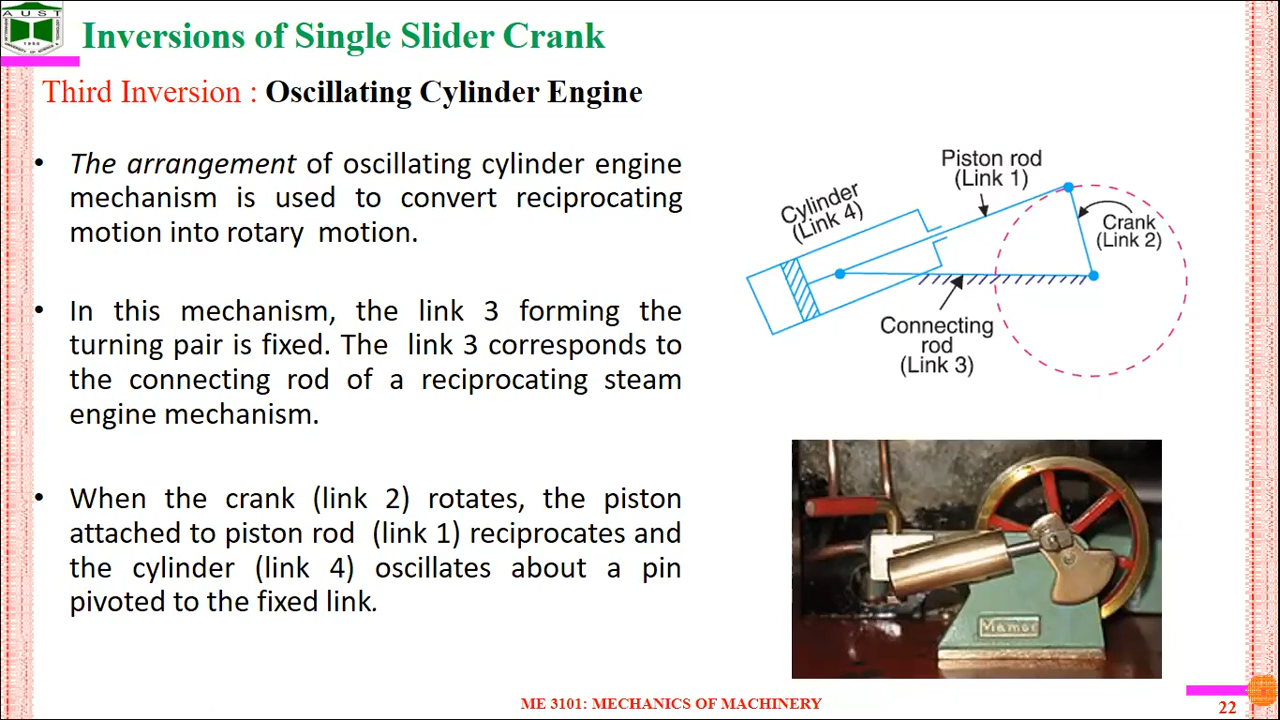 AUST
1995
Inversions of Single Slider Crank
Third Inversion : Oscillating Cylinder Engine
• The arrangement of oscillating cylinder engine
mechanism is used to convert reciprocating
motion into rotary motion.
• In this mechanism, the link 3 forming the
turning pair is fixed. The link 3 corresponds to
the connecting rod of a reciprocating steam
engine mechanism.
• When the crank (link 2) rotates, the piston
attached to piston rod (link 1) reciprocates and
the cylinder (link 4) oscillates about a pin
pivoted to the fixed link.
Piston rod
(Link 1)
Cylinder
(Link 4)
Crank
(Link 2)
Connecting
rod
(Link 3)
Mamod
ME 3101: MECHANICS OF MACHINERY
22